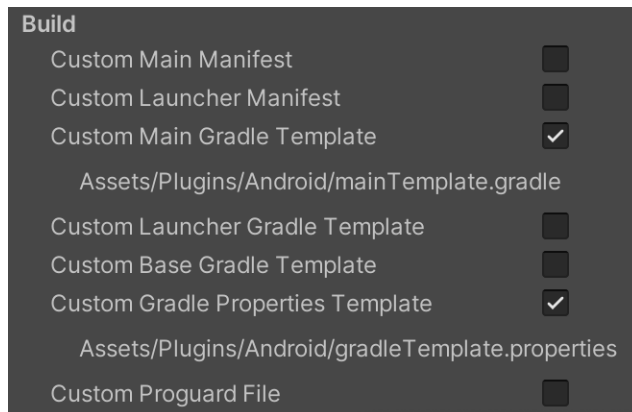 Build
Custom Main Manifest
Custom Launcher Manifest
Custom Main Gradle Template
Assets/Plugins/Android/mainTemplate.gradle
Custom Launcher Gradle Template
Custom Base Gradle Template
Custom Gradle Properties Template
Assets/Plugins/Android/gradleTemplate.properties
Custom Proguard File